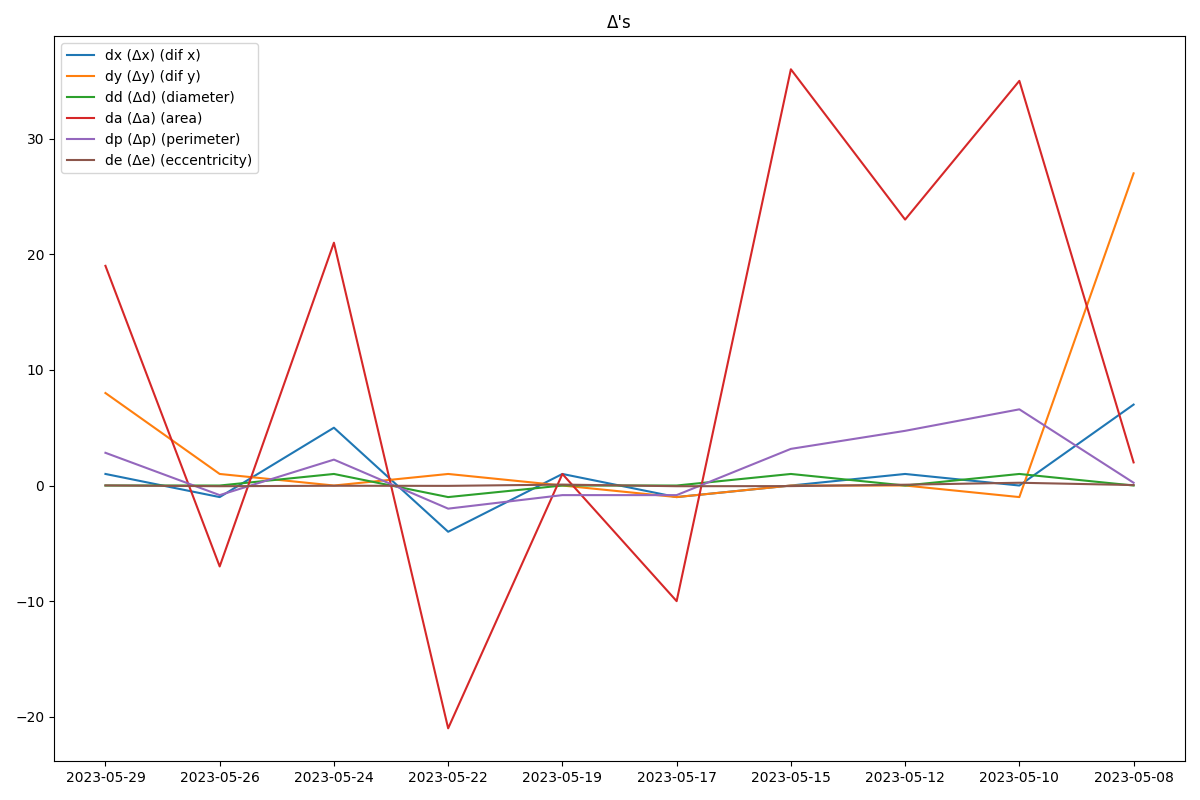 Δ's
dx (Δx) (dif x)
dy (Δy) (dif y)
dd (Δd) (diameter)
da (Δa) (area)
dp (Δp) (perimeter)
de (Δe) (eccentricity)
30
20
10
0
−10
−20
2023-05-29 2023-05-26 2023-05-24 2023-05-22 2023-05-19 2023-05-17 2023-05-15 2023-05-12 2023-05-10 2023-05-08